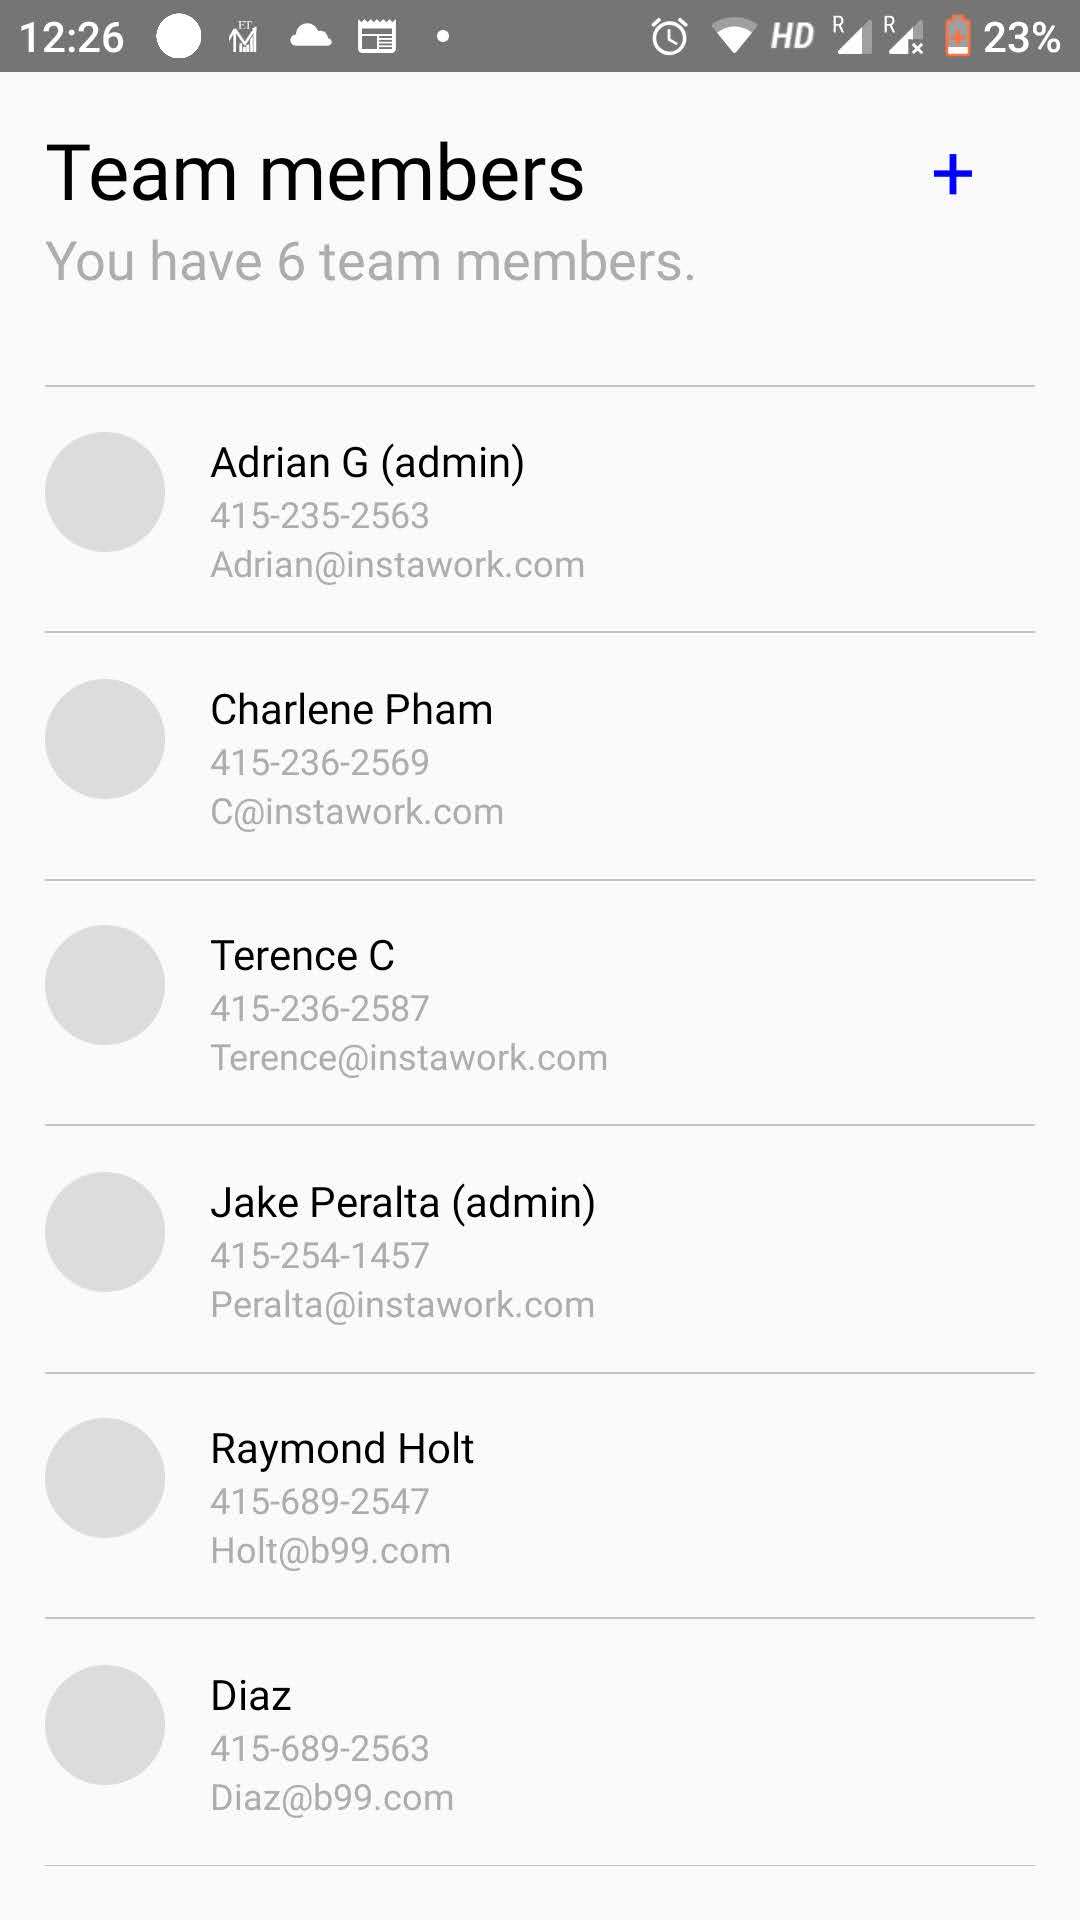 12:26 HD R R 23%
Team members
+
You have 6 team members.
Adrian G (admin)
415-235-2563
Adrian@instawork.com
Charlene Pham
415-236-2569
C@instawork.com
Terence C
415-236-2587
Terence@instawork.com
Jake Peralta (admin)
415-254-1457
Peralta@instawork.com
Raymond Holt
415-689-2547
Holt@b99.com
Diaz
415-689-2563
Diaz@b99.com